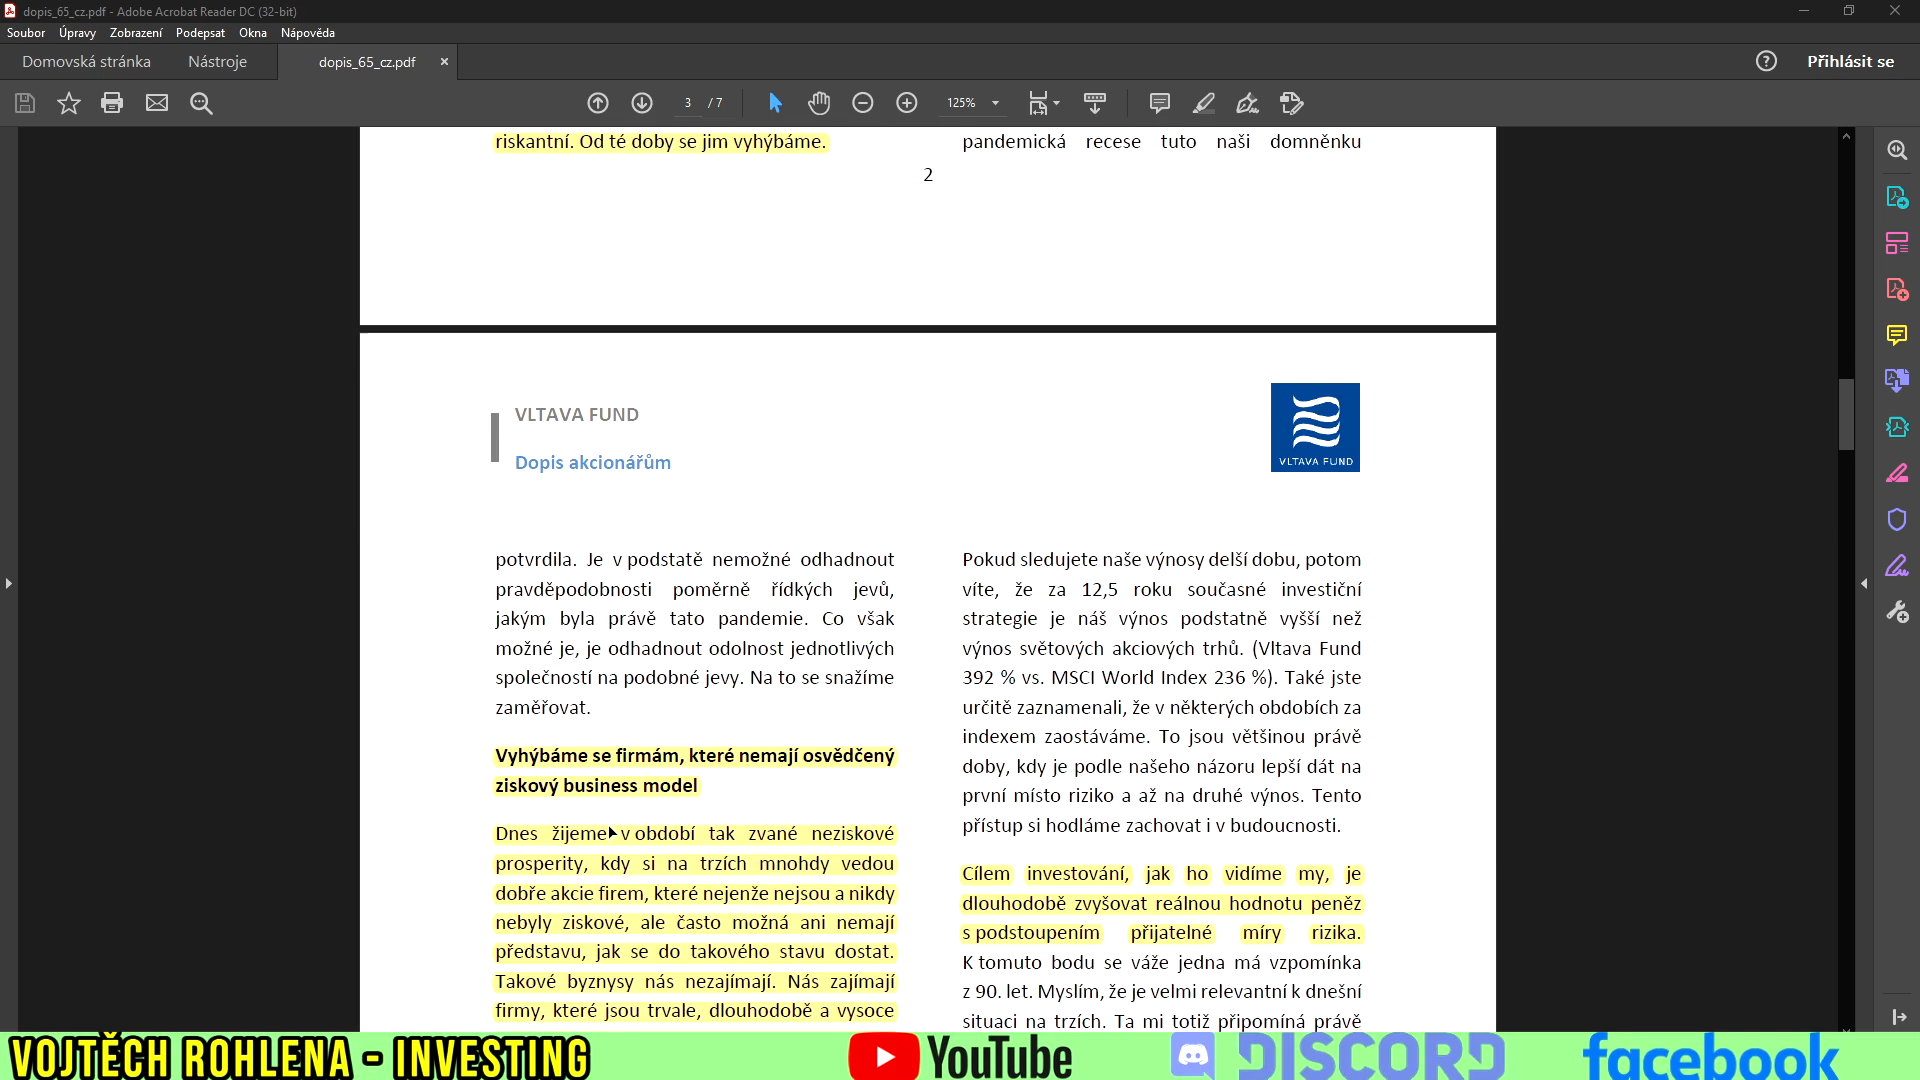 dopis_65_cz.pdf - Adobe Acrobat Reader DC (32-bit)
Soubor Úpravy Zobrazení Podepsat Okna Nápověda
Domovská stránka Nástroje dopis_65_cz.pdf × Přihlásit se
3 / 7 125%
riskantní. Od té doby se jim vyhýbáme.
pandemická recese tuto naši domněnku
2
VLTAVA FUND
Dopis akcionářům
VLTAVA FUND
potvrdila. Je v podstatě nemožné odhadnout
pravděpodobnosti poměrně řídkých jevů,
jakým byla právě tato pandemie. Co však
možné je, je odhadnout odolnost jednotlivých
společností na podobné jevy. Na to se snažíme
zaměřovat.
Vyhýbáme se firmám, které nemají osvědčený
ziskový business model
Dnes žijeme v období tak zvané neziskové
prosperity, kdy si na trzích mnohdy vedou
dobře akcie firem, které nejenže nejsou a nikdy
nebyly ziskové, ale často možná ani nemají
představu, jak se do takového stavu dostat.
Takové byznysy nás nezajímají. Nás zajímají
firmy, které jsou trvale, dlouhodobě a vysoce
Pokud sledujete naše výnosy delší dobu, potom
víte, že za 12,5 roku současné investiční
strategie je náš výnos podstatně vyšší než
výnos světových akciových trhů. (Vltava Fund
392 % vs. MSCI World Index 236 %). Také jste
určitě zaznamenali, že v některých obdobích za
indexem zaostáváme. To jsou většinou právě
doby, kdy je podle našeho názoru lepší dát na
první místo riziko a až na druhé výnos. Tento
přístup si hodláme zachovat i v budoucnosti.
Cílem investování, jak ho vidíme my, je
dlouhodobě zvyšovat reálnou hodnotu peněz
s podstoupením přijatelné míry rizika.
K tomuto bodu se váže jedna má vzpomínka
z 90. let. Myslím, že je velmi relevantní k dnešní
situaci na trzích. Ta mi totiž připomíná právě
VOJTĚCH ROHLENA - INVESTING YouTube DISCORD facebook